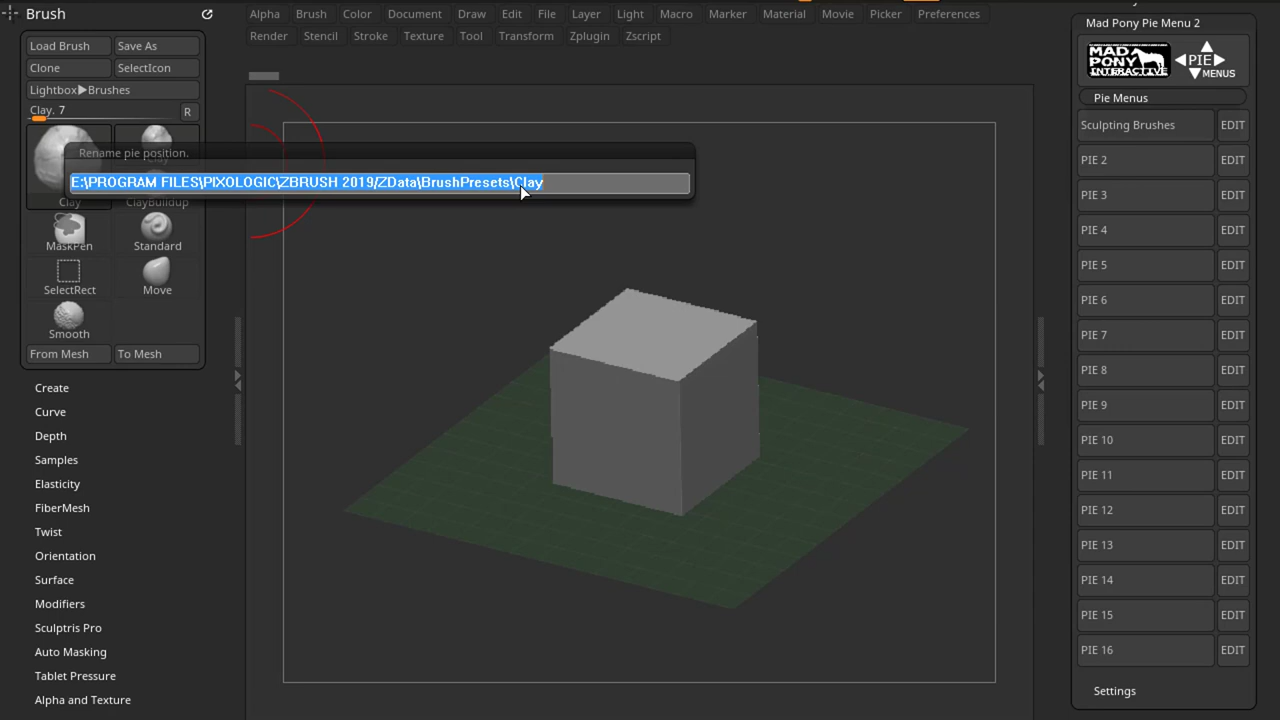 Brush
Alpha Brush Color Document Draw Edit File Layer Light Macro Marker Material Movie Picker Preferences
Render Stencil Stroke Texture Tool Transform Zplugin Zscript
Load Brush Save As
Clone SelectIcon
Lightbox▶Brushes
Clay. 7 R
Rename pie position.
E:\PROGRAM FILES\PIXOLOGIC\ZBRUSH 2019/ZData\BrushPresets\Clay
Clay ClayBuildup
MaskPen Standard
SelectRect Move
Smooth
From Mesh To Mesh
Create
Curve
Depth
Samples
Elasticity
FiberMesh
Twist
Orientation
Surface
Modifiers
Sculptris Pro
Auto Masking
Tablet Pressure
Alpha and Texture
Mad Pony Pie Menu 2
MAD
PONY
INTERACTIVE
PIE
MENUS
Pie Menus
Sculpting Brushes EDIT
PIE 2 EDIT
PIE 3 EDIT
PIE 4 EDIT
PIE 5 EDIT
PIE 6 EDIT
PIE 7 EDIT
PIE 8 EDIT
PIE 9 EDIT
PIE 10 EDIT
PIE 11 EDIT
PIE 12 EDIT
PIE 13 EDIT
PIE 14 EDIT
PIE 15 EDIT
PIE 16 EDIT
Settings